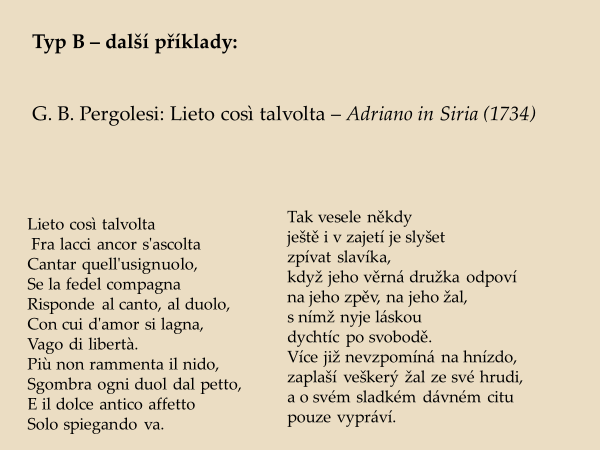 Typ B – další příklady:
G. B. Pergolesi: Lieto così talvolta – Adriano in Siria (1734)
Lieto così talvolta
Fra lacci ancor s'ascolta
Cantar quell'usignuolo,
Se la fedel compagna
Risponde al canto, al duolo,
Con cui d'amor si lagna,
Vago di libertà.
Più non rammenta il nido,
Sgombra ogni duol dal petto,
E il dolce antico affetto
Solo spiegando va.
Tak vesele někdy
ještě i v zajetí je slyšet
zpívat slavíka,
když jeho věrná družka odpoví
na jeho zpěv, na jeho žal,
s nímž nyje láskou
dychtíc po svobodě.
Více již nevzpomíná na hnízdo,
zaplaší veškerý žal ze své hrudi,
a o svém sladkém dávném citu
pouze vypráví.